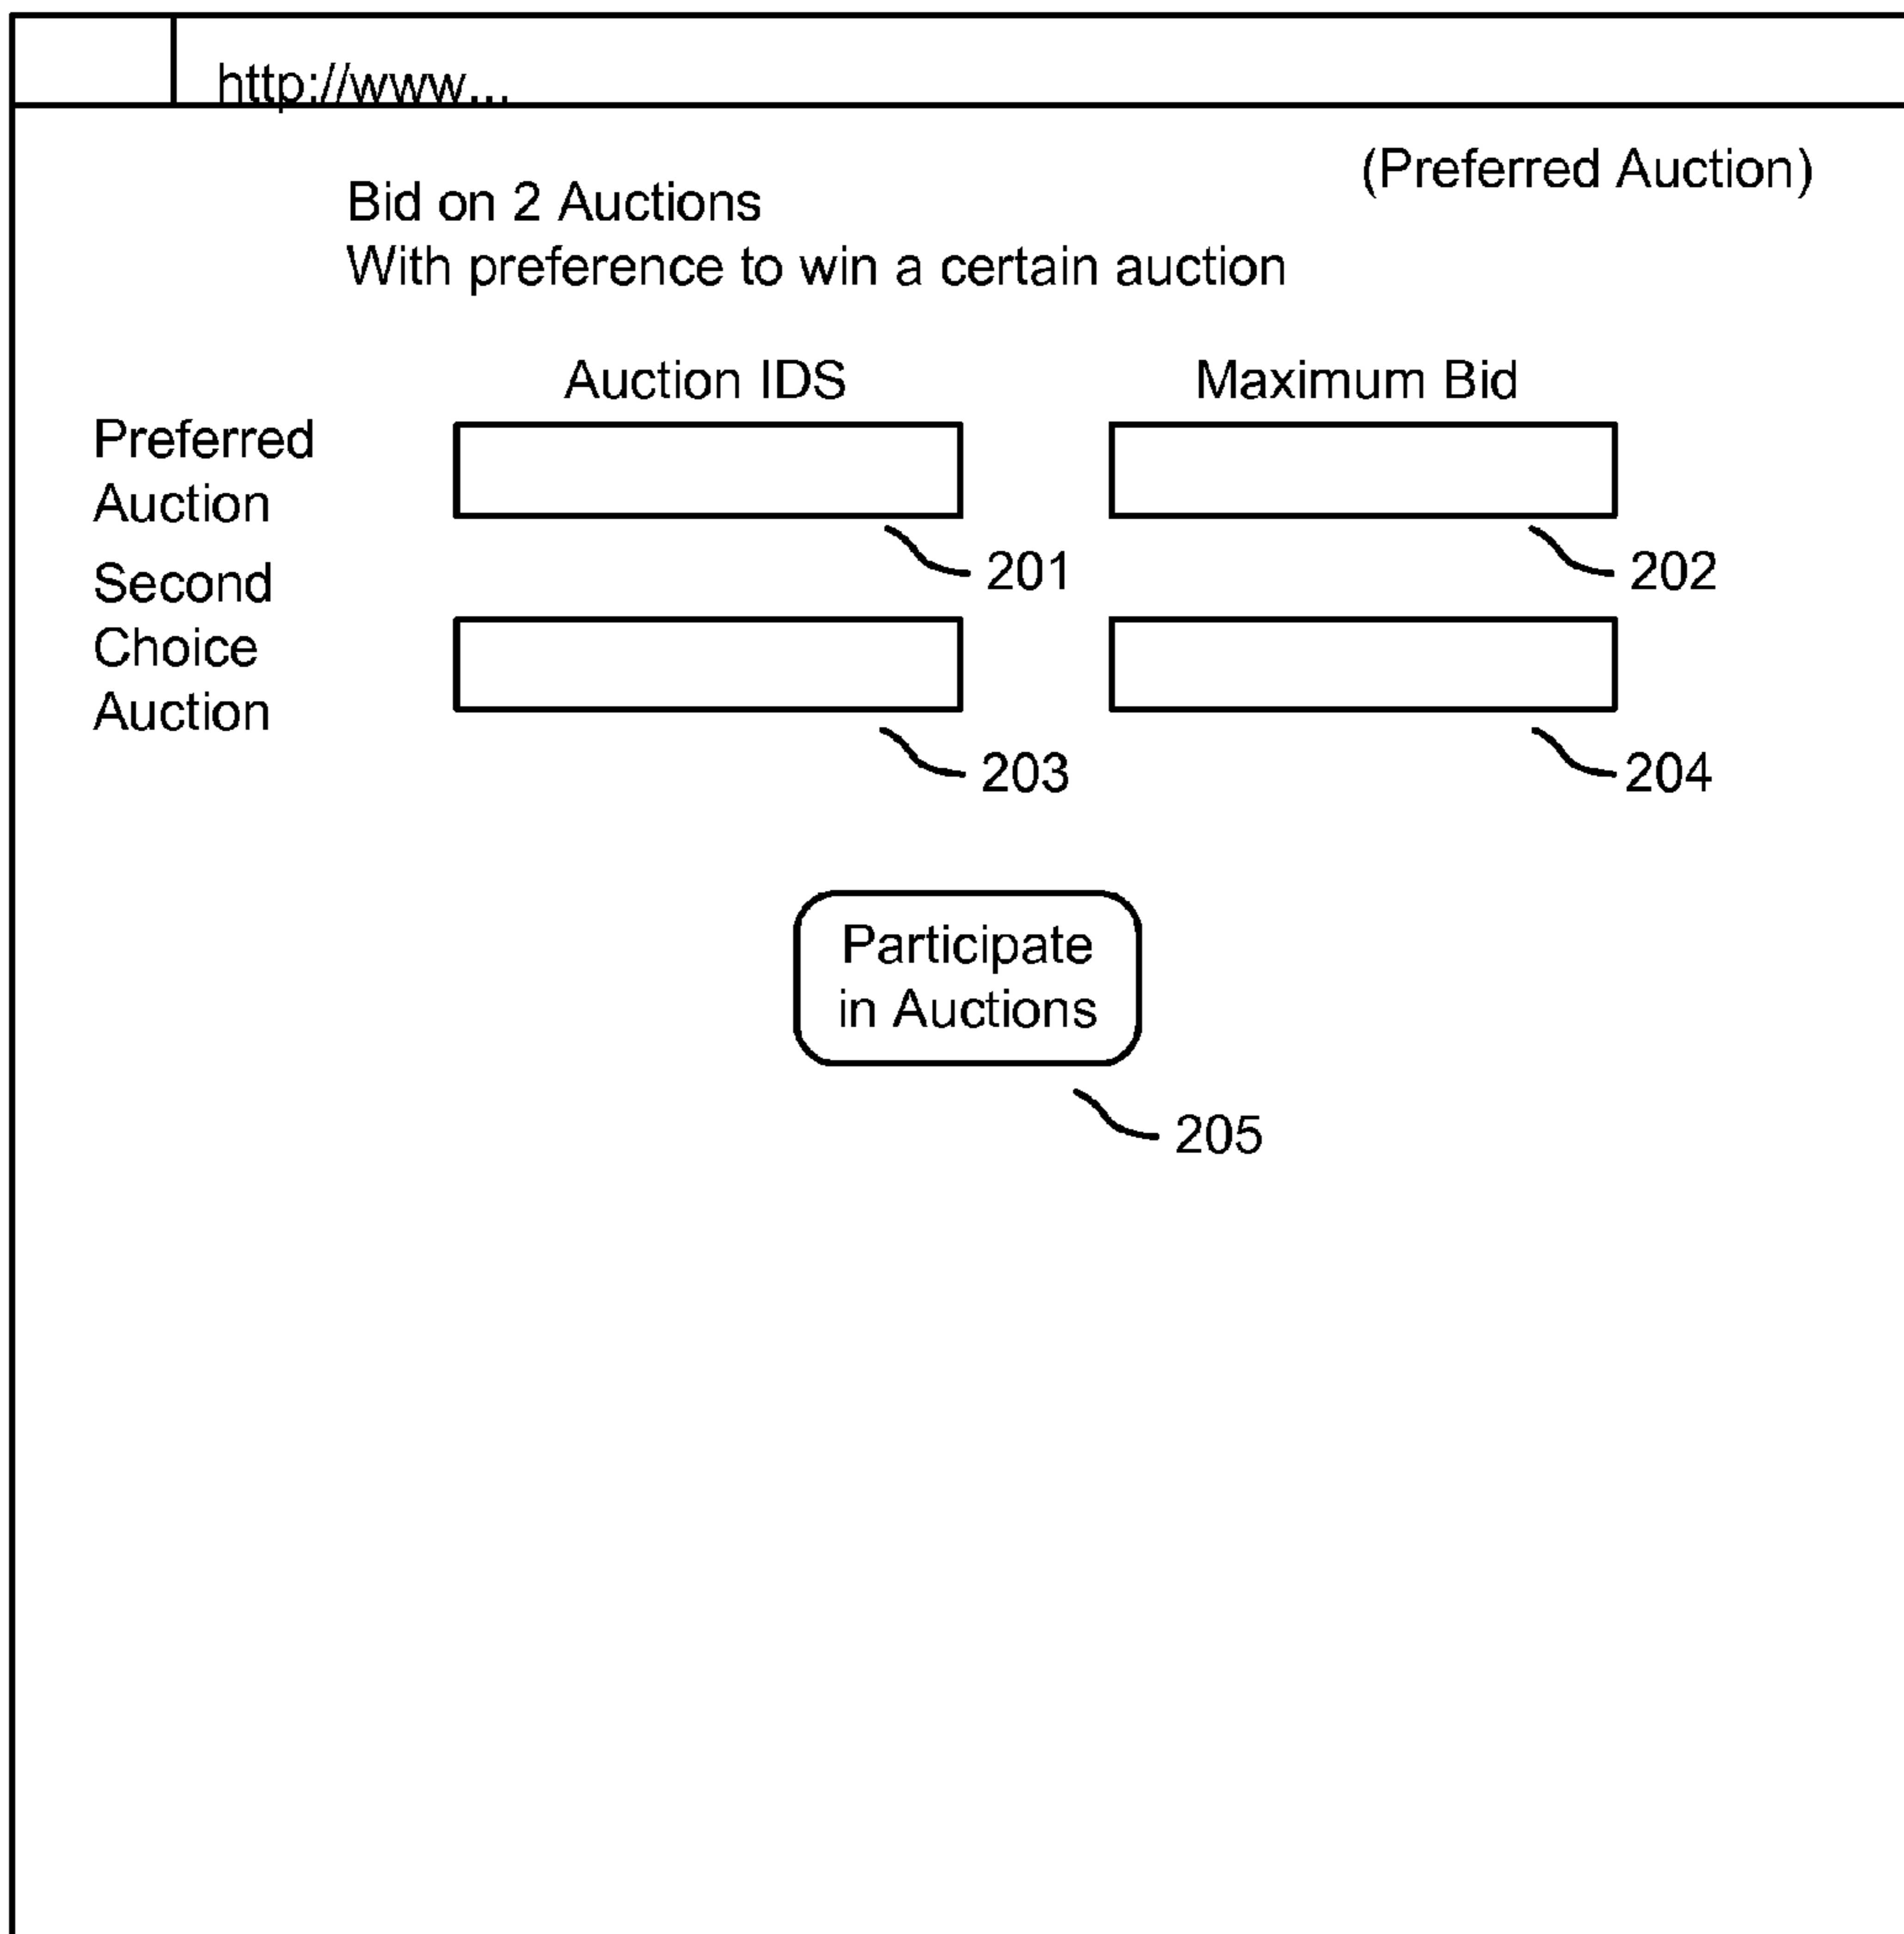 http://www...
(Preferred Auction)
Bid on 2 Auctions
With preference to win a certain auction
Auction IDS
Maximum Bid
Preferred
Auction
201
202
Second
Choice
Auction
203
204
Participate
in Auctions
205